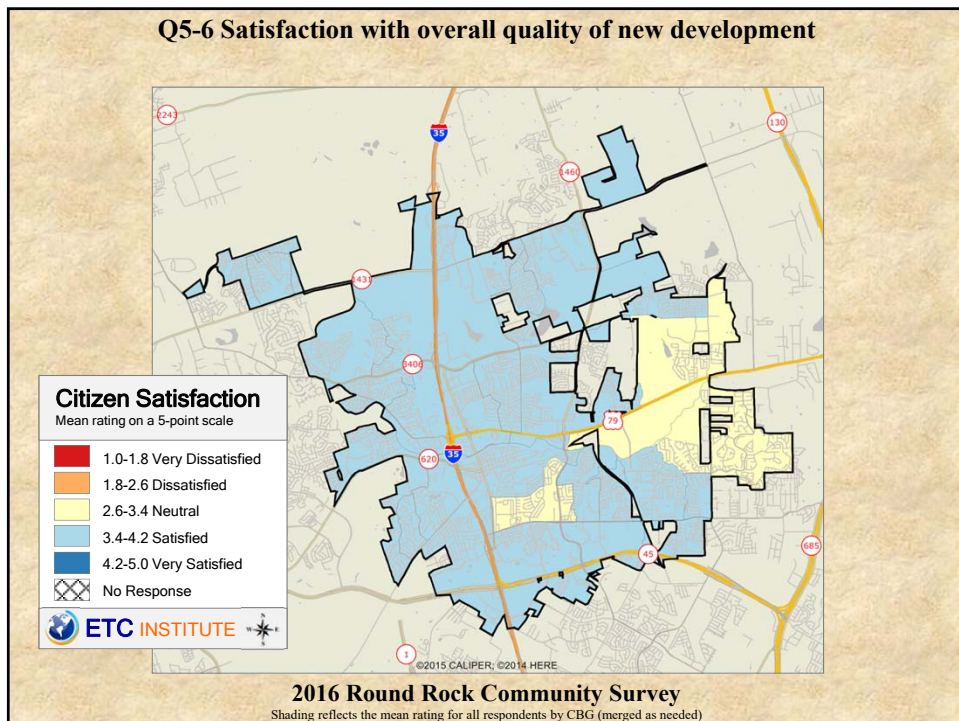 Q5-6 Satisfaction with overall quality of new development
2243
35
130
1460
1431
3406
79
620
35
45
685
1
Citizen Satisfaction
Mean rating on a 5-point scale
1.0-1.8 Very Dissatisfied
1.8-2.6 Dissatisfied
2.6-3.4 Neutral
3.4-4.2 Satisfied
4.2-5.0 Very Satisfied
No Response
ETC INSTITUTE
N
W E
S
©2015 CALIPER; ©2014 HERE
2016 Round Rock Community Survey
Shading reflects the mean rating for all respondents by CBG (merged as needed)